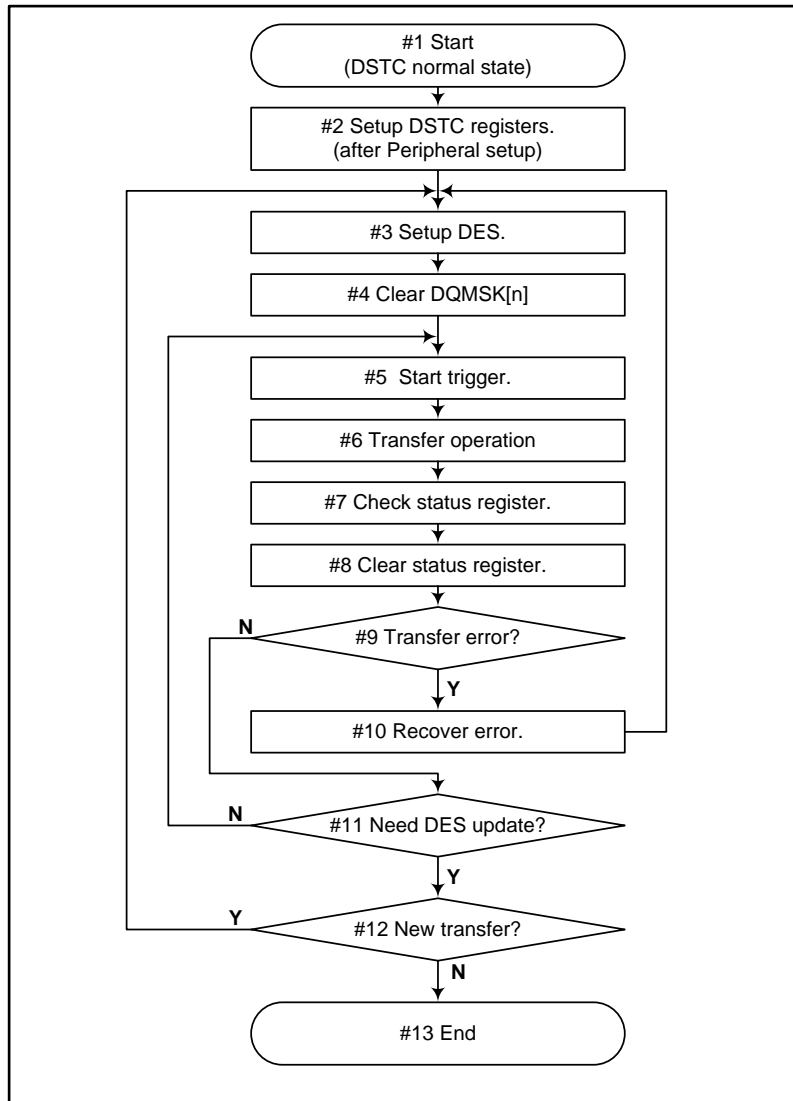 #1 Start
(DSTC normal state)
#2 Setup DSTC registers.
(after Peripheral setup)
#3 Setup DES.
#4 Clear DQMSK[n]
#5 Start trigger.
#6 Transfer operation
#7 Check status register.
#8 Clear status register.
N
#9 Transfer error?
Y
#10 Recover error.
N
#11 Need DES update?
Y
Y
#12 New transfer?
N
#13 End